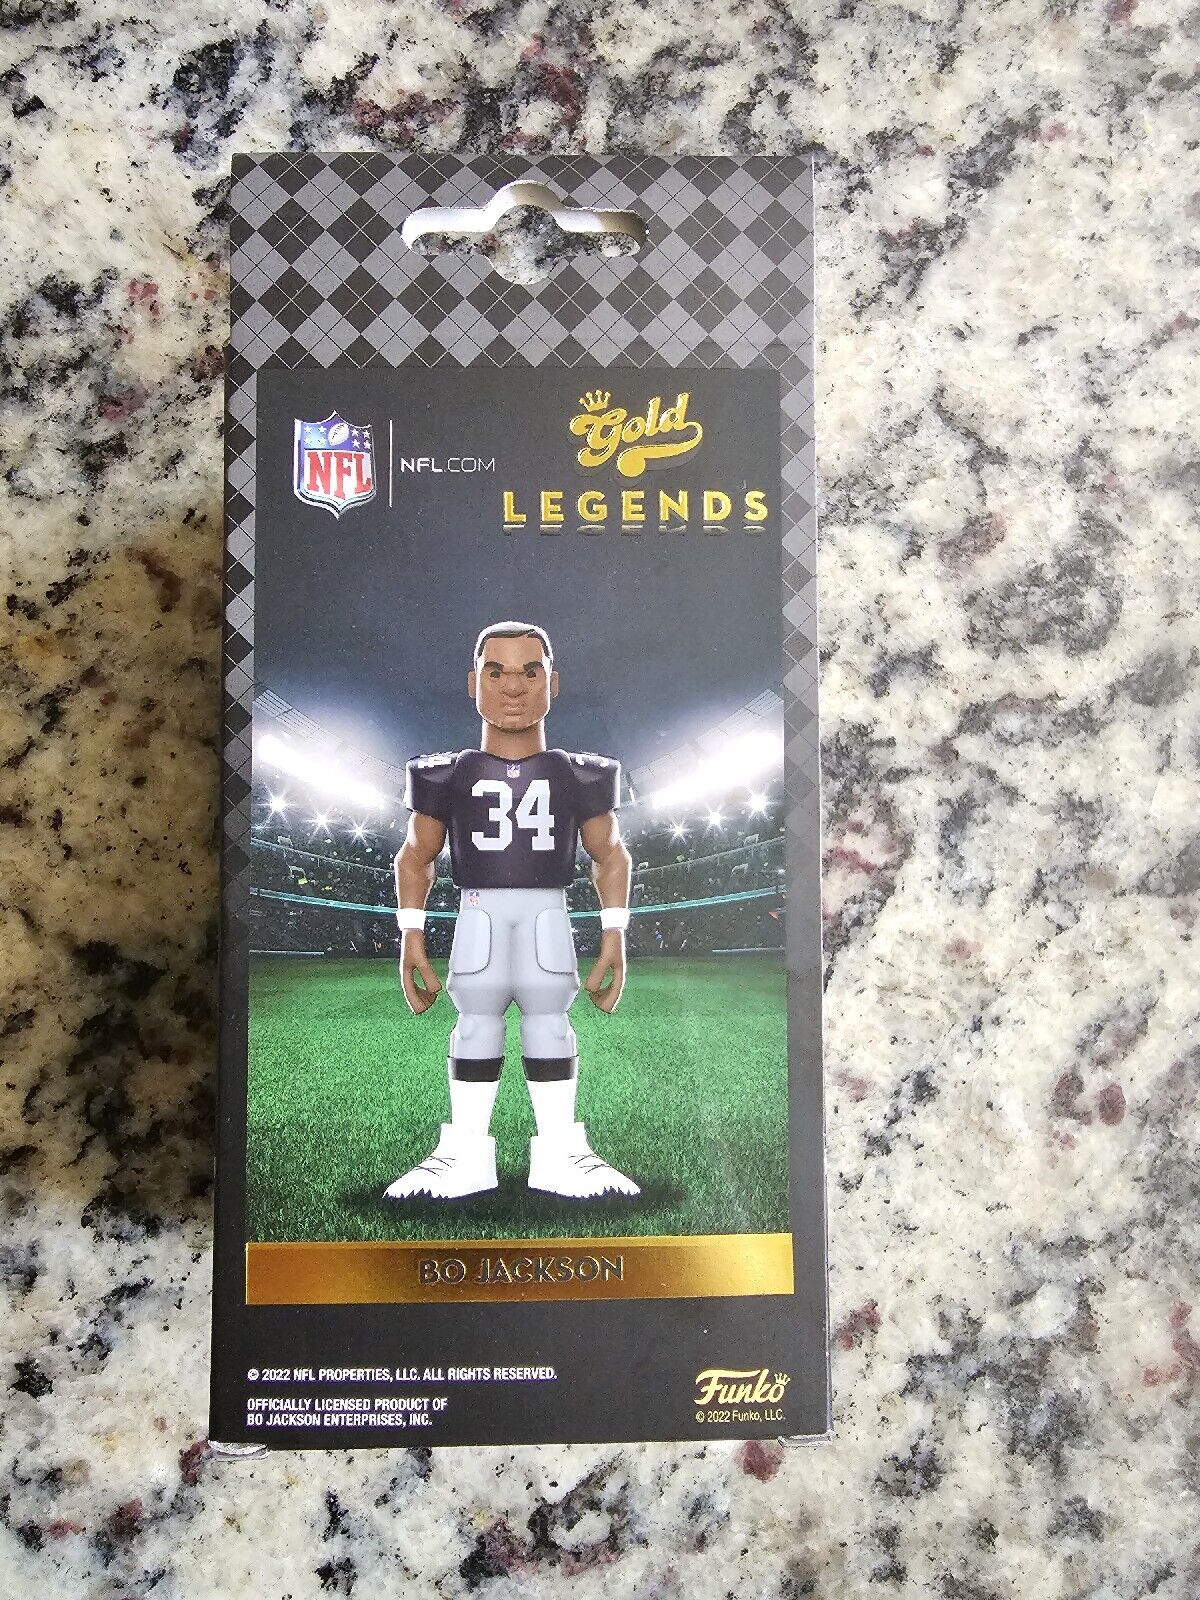 NFL
NFL.COM
Gold
LEGENDS
34
BO JACKSON
© 2022 NFL PROPERTIES, LLC. ALL RIGHTS RESERVED.
OFFICIALLY LICENSED PRODUCT OF
BO JACKSON ENTERPRISES, INC.
Funko
© 2022 Funko, LLC.